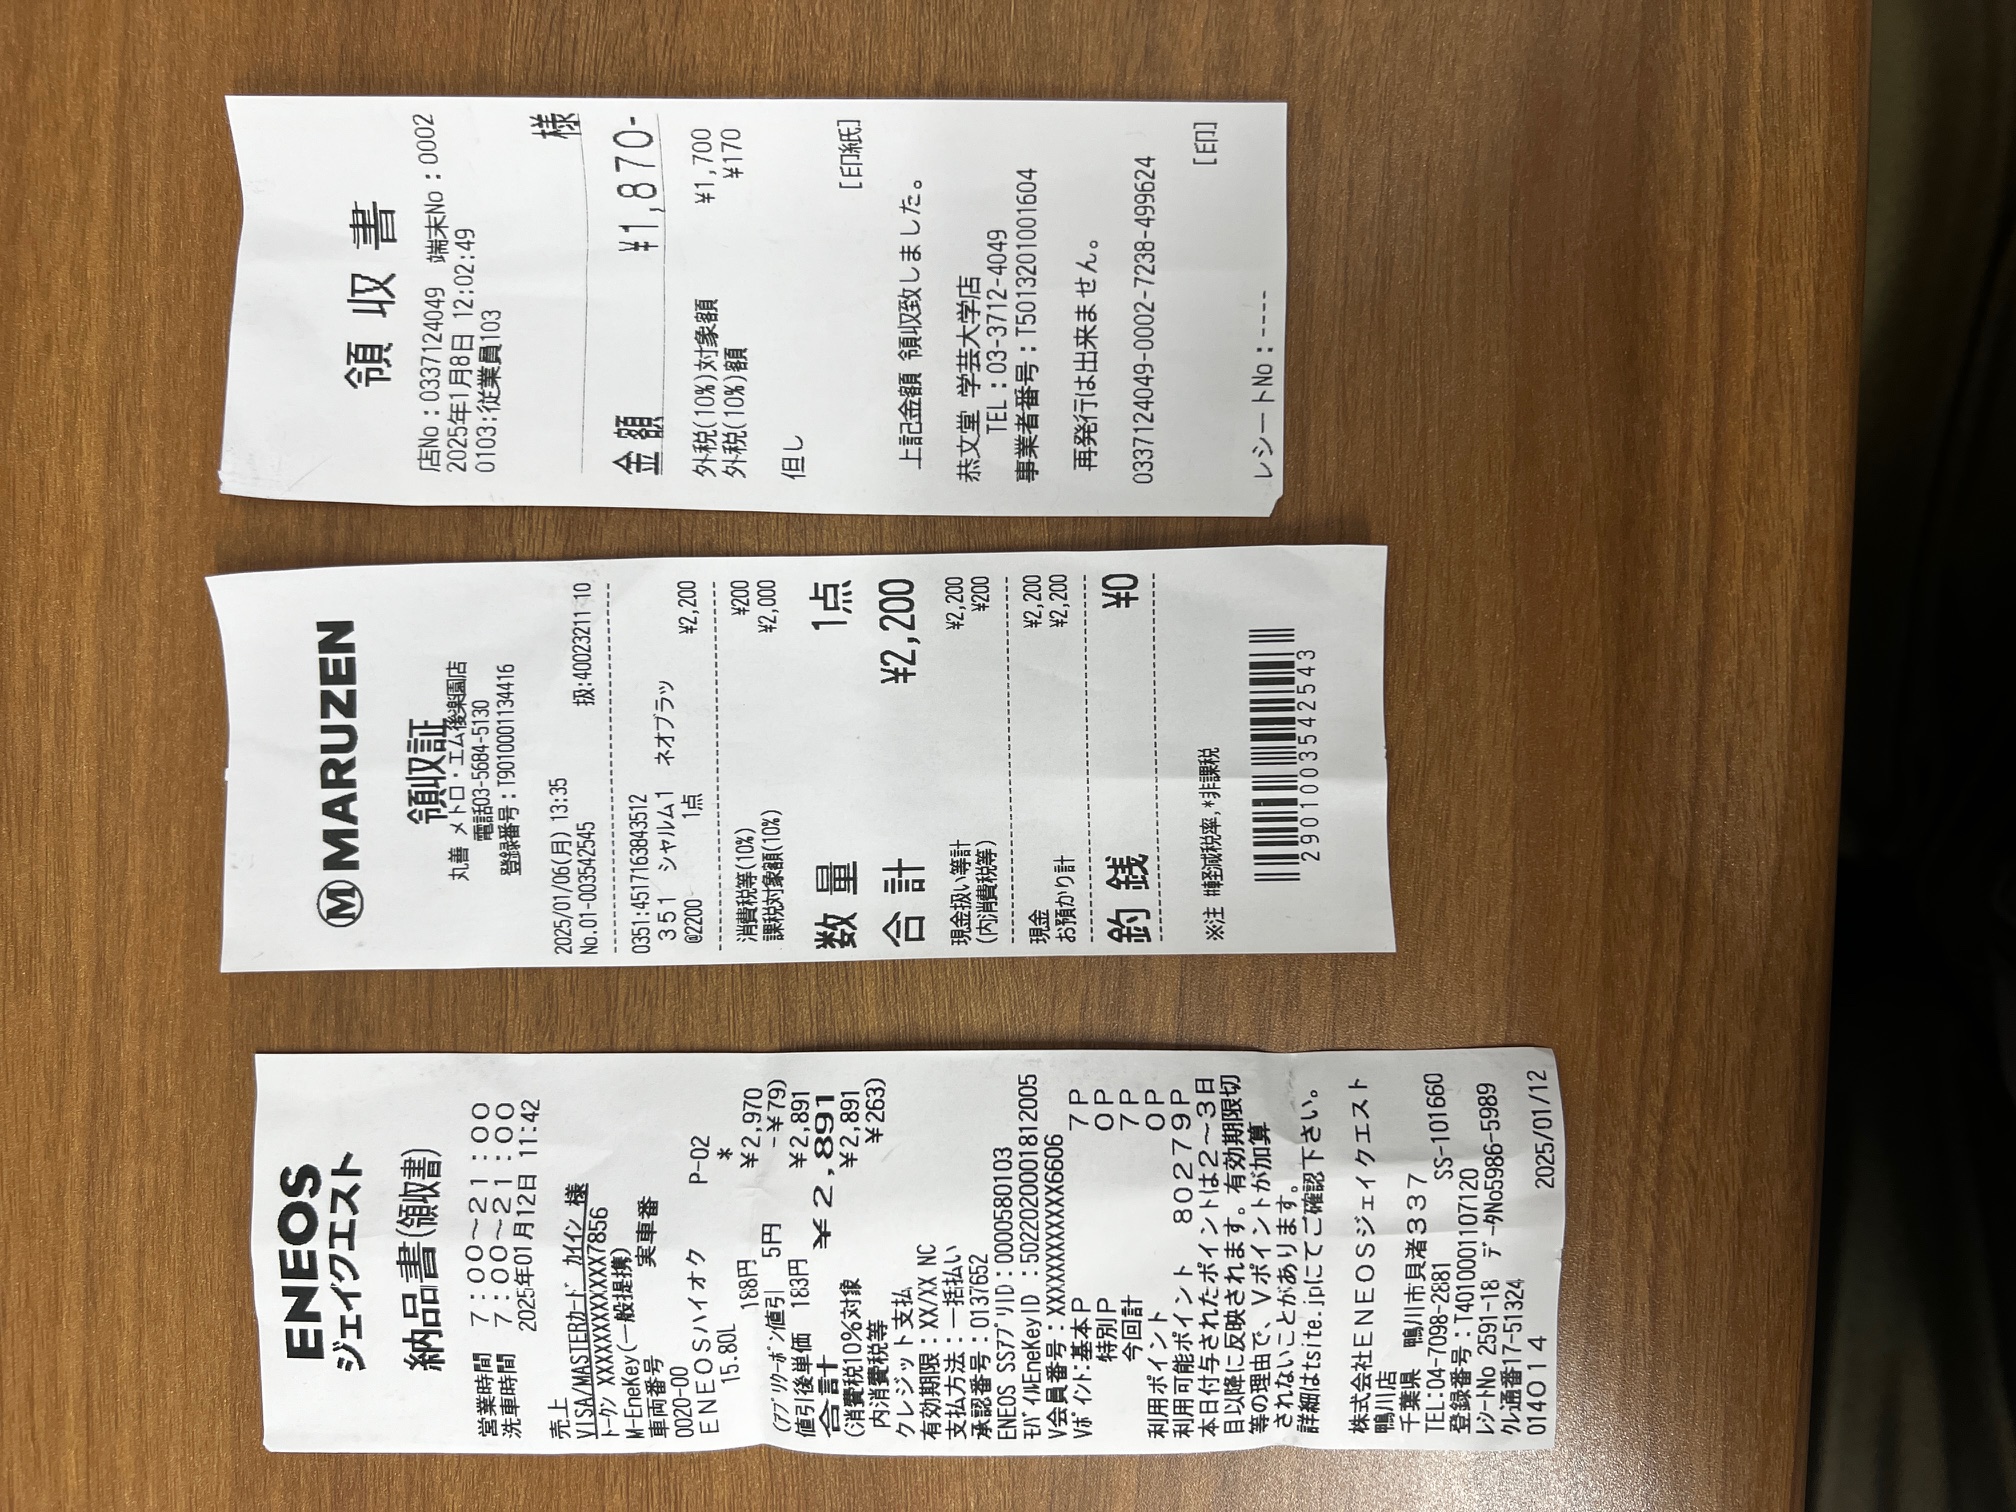 ENEOS
ジェイクエスト
納品書(領収書)
営業時間 7:00~21:00
洗車時間 7:00~21:00
2025年01月12日 11:42
売上
VISA/MASTERカード カイイン 様
トークン XXXXXXXXXXXX7856
M-EneKey(一般提携)
車両番号 実車番
0020-00
ENEOSハイオク P-02
15.80L *
188円 ¥2,970
(アプリクーポン値引 5円 -¥79)
値引後単価 183円 ¥2,891
合計 ¥2,891
(消費税10%対象 ¥2,891
内消費税等 ¥263)
クレジット支払
有効期限:XX/XX NC
支払方法:一括払い
承認番号:0137652
ENEOS SSアプリID:0000580103
モバイルEneKeyID :5022020001812005
V会員番号:XXXXXXXXXXXX6606
Vポイント:基本P 7P
特別P 0P
今回計 7P
利用ポイント 0P
利用可能ポイント 80279P
本日付与されたポイントは2~3日
目以降に反映されます。有効期限切
等の理由で、Vポイントが加算
されないことがあります。
詳細はtsite.jpにてご確認下さい。
株式会社ENEOSジェイクエスト
鴨川店
千葉県 鴨川市貝渚337
TEL:04-7098-2881 SS-101660
登録番号:T4010001107120
レシートNo 2591-18 データNo5986-5989
クレ通番17-51324
014014 2025/01/12
M MARUZEN
領収証
丸善 メトロ・エム後楽園店
電話03-5684-5130
登録番号:T9010001134416
2025/01/06(月) 13:35
No.01-003542545 扱:40023211 10
0351:4517163843512
351 シャルム1 ネオブラッ
@2200 1点 ¥2,200
消費税等(10%) ¥200
課税対象額(10%) ¥2,000
数量 1点
合計 ¥2,200
現金扱い等計 ¥2,200
(内消費税等) ¥200
現金 ¥2,200
お預かり計 ¥2,200
釣銭 ¥0
※注 #軽減税率,*非課税
2901003542543
領収書
店No:0337124049 端末No:0002
2025年1月8日 12:02:49
0103:従業員103
様
金額 ¥1,870-
外税(10%)対象額 ¥1,700
外税(10%)額 ¥170
但し
[印紙]
上記金額 領収致しました。
恭文堂 学芸大学店
TEL:03-3712-4049
事業者番号:T5013201001604
再発行は出来ません。
0337124049-0002-7238-499624
[印]
レシートNo:----